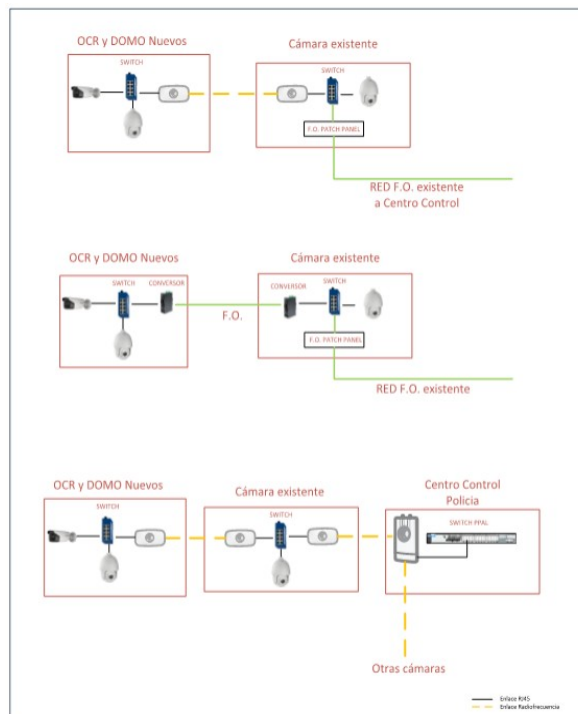 OCR y DOMO Nuevos
Cámara existente
SWITCH
SWITCH
F.O. PATCH PANEL
RED F.O. existente
a Centro Control
OCR y DOMO Nuevos
Cámara existente
SWITCH
CONVERSOR
CONVERSOR
SWITCH
F.O.
F.O. PATCH PANEL
RED F.O. existente
OCR y DOMO Nuevos
Cámara existente
Centro Control
Policia
SWITCH
SWITCH
SWITCH PPAL
Otras cámaras
Enlace RJ45
Enlace Radiofrecuencia